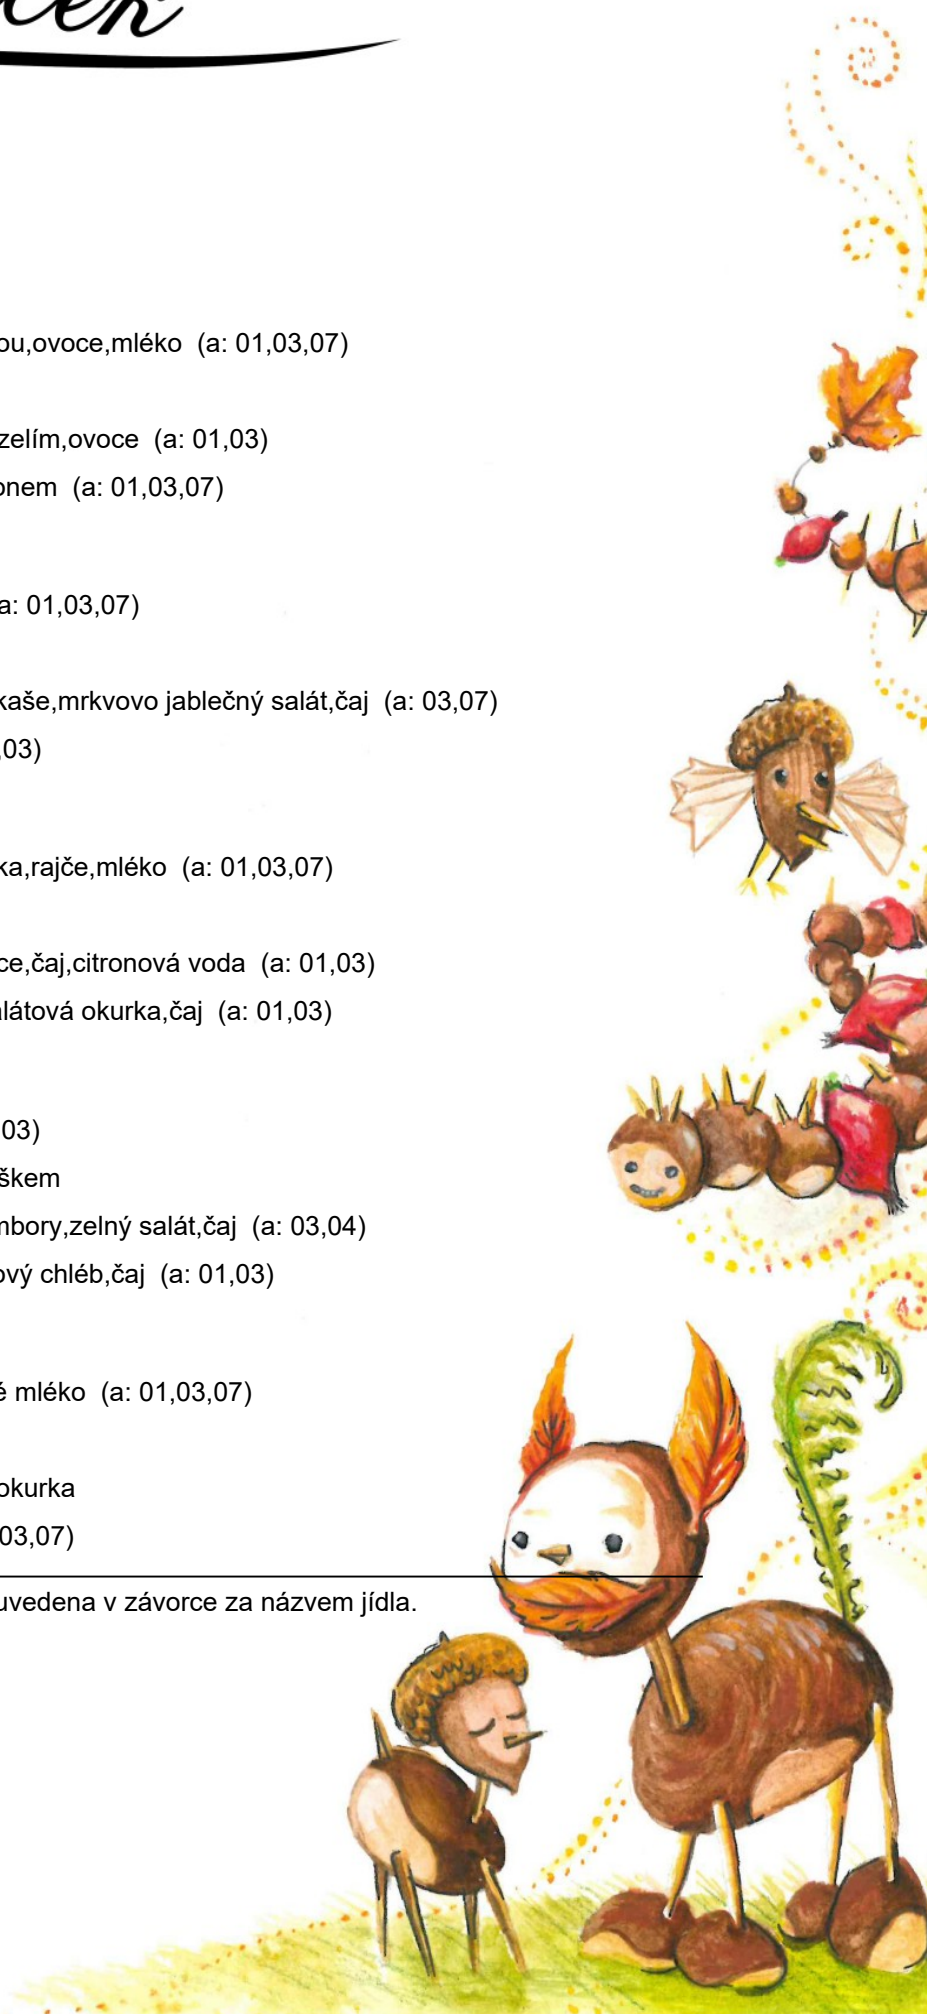 ou,ovoce,mléko (a: 01,03,07)
zelím,ovoce (a: 01,03)
onem (a: 01,03,07)
a: 01,03,07)
kaše,mrkvovo jablečný salát,čaj (a: 03,07)
,03)
ka,rajče,mléko (a: 01,03,07)
ce,čaj,citronová voda (a: 01,03)
alátová okurka,čaj (a: 01,03)
03)
škem
mbory,zelný salát,čaj (a: 03,04)
ový chléb,čaj (a: 01,03)
é mléko (a: 01,03,07)
okurka
03,07)
uvedena v závorce za názvem jídla.